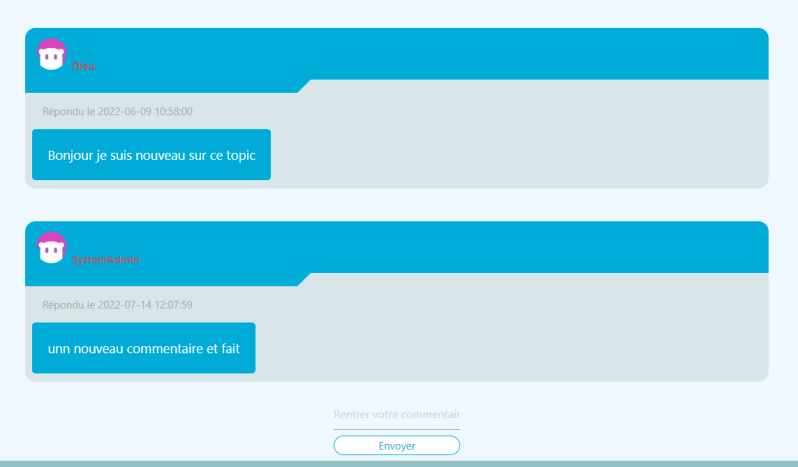 Dieu
Répondu le 2022-06-09 10:58:00
Bonjour je suis nouveau sur ce topic
SystemAdmin
Répondu le 2022-07-14 12:07:59
unn nouveau commentaire et fait
Rentrer votre commentair
Envoyer